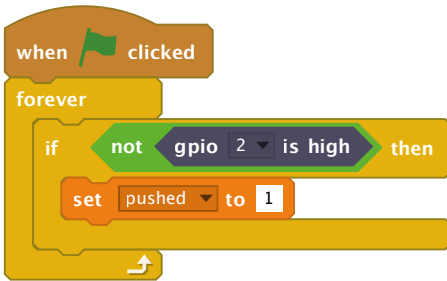 when clicked
forever
if not gpio 2 is high then
set pushed to 1